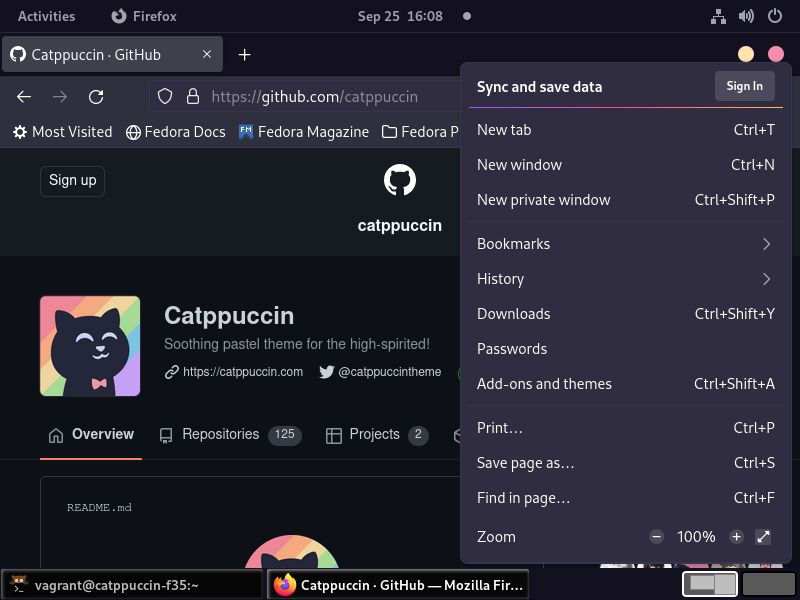 Activities Firefox Sep 25 16:08
Catppuccin · GitHub
https://github.com/catppuccin
Most Visited Fedora Docs FM Fedora Magazine Fedora P
Sign up
catppuccin
Catppuccin
Soothing pastel theme for the high-spirited!
https://catppuccin.com @catppuccintheme
Overview Repositories 125 Projects 2
README.md
Sync and save data Sign In
New tab Ctrl+T
New window Ctrl+N
New private window Ctrl+Shift+P
Bookmarks
History
Downloads Ctrl+Shift+Y
Passwords
Add-ons and themes Ctrl+Shift+A
Print… Ctrl+P
Save page as… Ctrl+S
Find in page… Ctrl+F
Zoom 100%
vagrant@catppuccin-f35:~ Catppuccin · GitHub — Mozilla Fir…